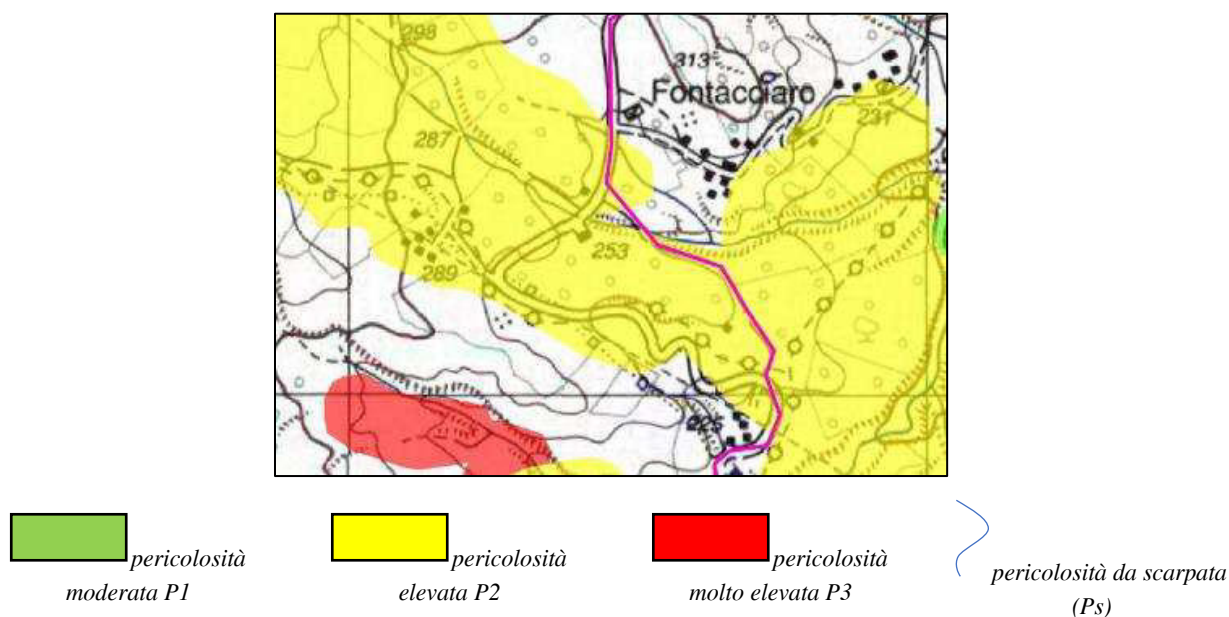 298
313
Fontacciaro
231
287
253
289
pericolosità moderata P1
pericolosità elevata P2
pericolosità molto elevata P3
pericolosità da scarpata (Ps)